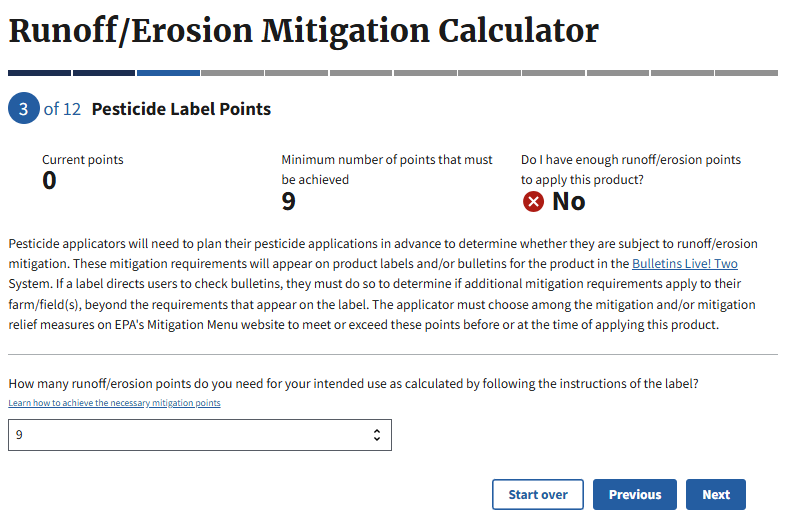 Runoff/Erosion Mitigation Calculator
3 of 12 Pesticide Label Points
Current points
0
Minimum number of points that must
be achieved
9
Do I have enough runoff/erosion points
to apply this product?
No
Pesticide applicators will need to plan their pesticide applications in advance to determine whether they are subject to runoff/erosion
mitigation. These mitigation requirements will appear on product labels and/or bulletins for the product in the Bulletins Live! Two
System. If a label directs users to check bulletins, they must do so to determine if additional mitigation requirements apply to their
farm/field(s), beyond the requirements that appear on the label. The applicator must choose among the mitigation and/or mitigation
relief measures on EPA's Mitigation Menu website to meet or exceed these points before or at the time of applying this product.
How many runoff/erosion points do you need for your intended use as calculated by following the instructions of the label?
Learn how to achieve the necessary mitigation points
9
Start over Previous Next